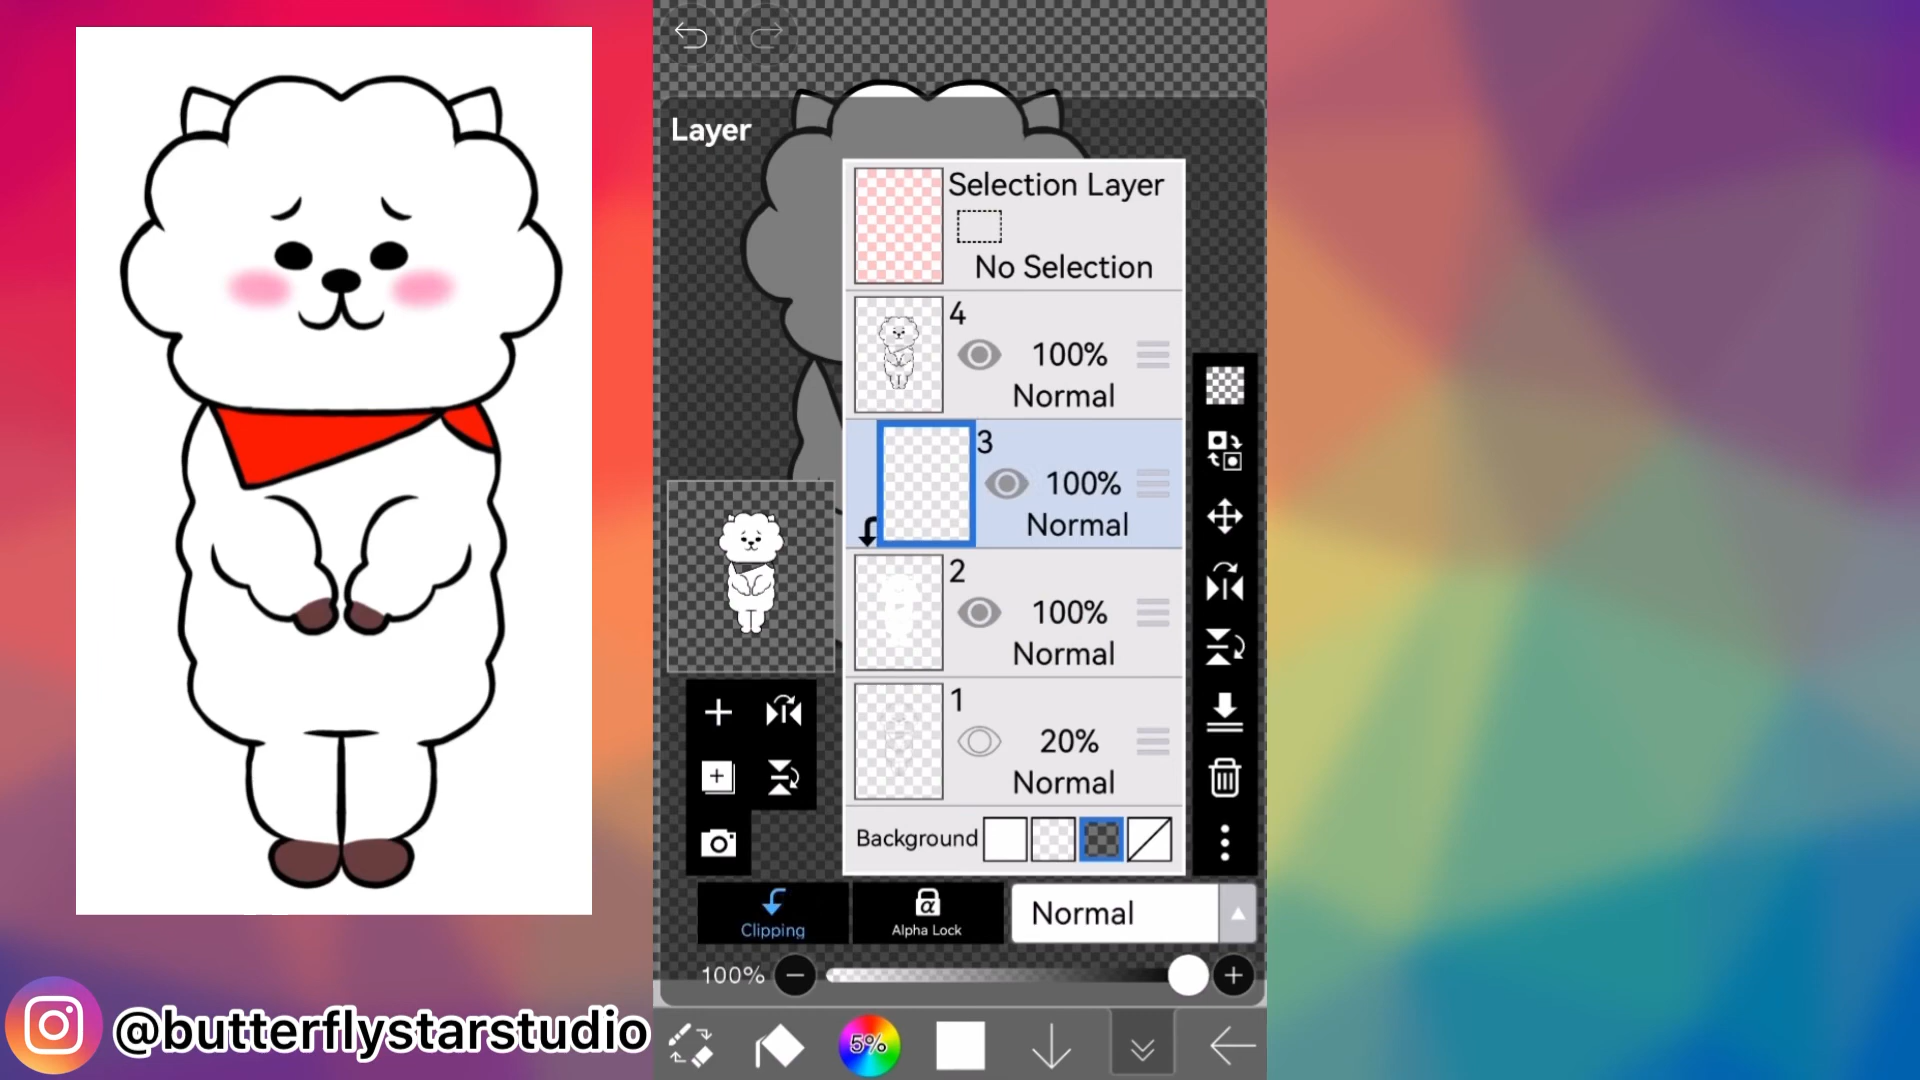 Layer
Selection Layer
No Selection
4
100%
Normal
3
100%
Normal
2
100%
Normal
1
20%
Normal
Background
Clipping
α
Alpha Lock
Normal
100%
5%
@butterflystarstudio